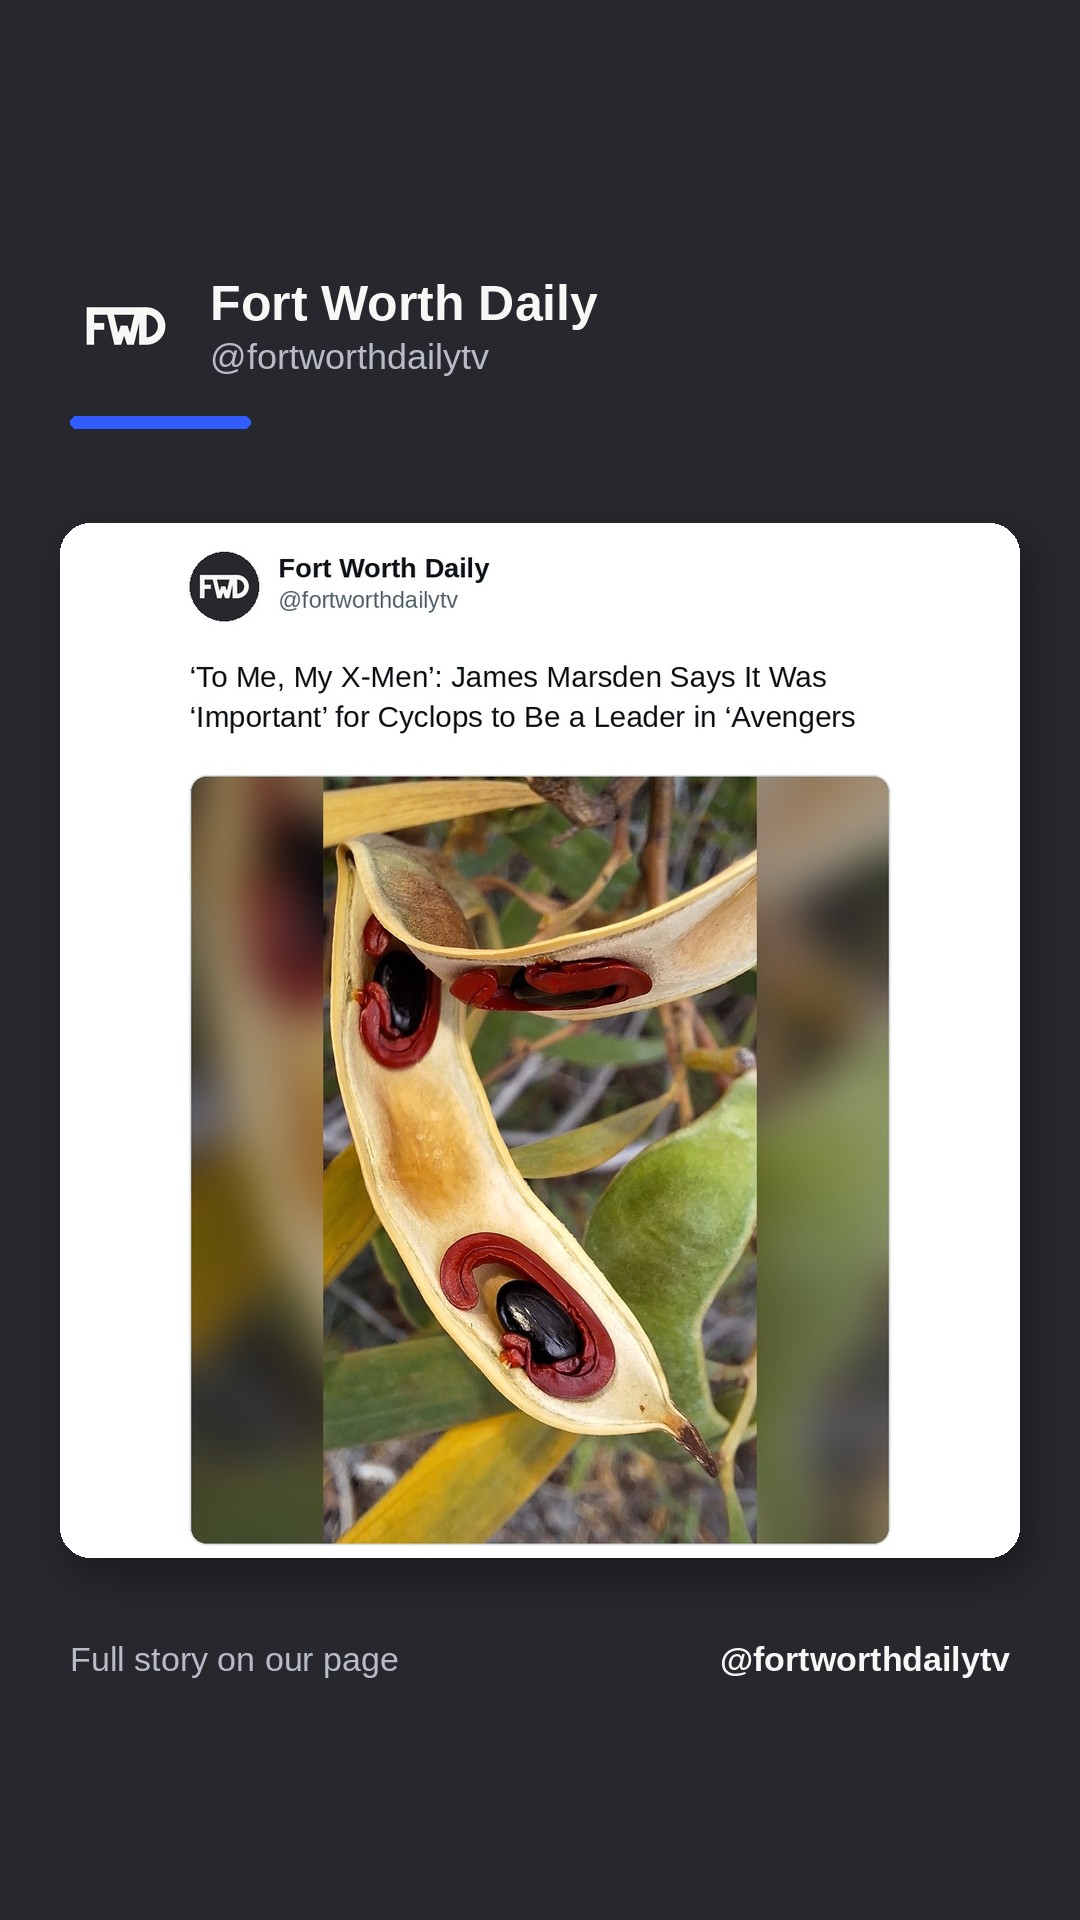 FWD
Fort Worth Daily
@fortworthdailytv
FWD
Fort Worth Daily
@fortworthdailytv
‘To Me, My X-Men’: James Marsden Says It Was
‘Important’ for Cyclops to Be a Leader in ‘Avengers
Full story on our page
@fortworthdailytv